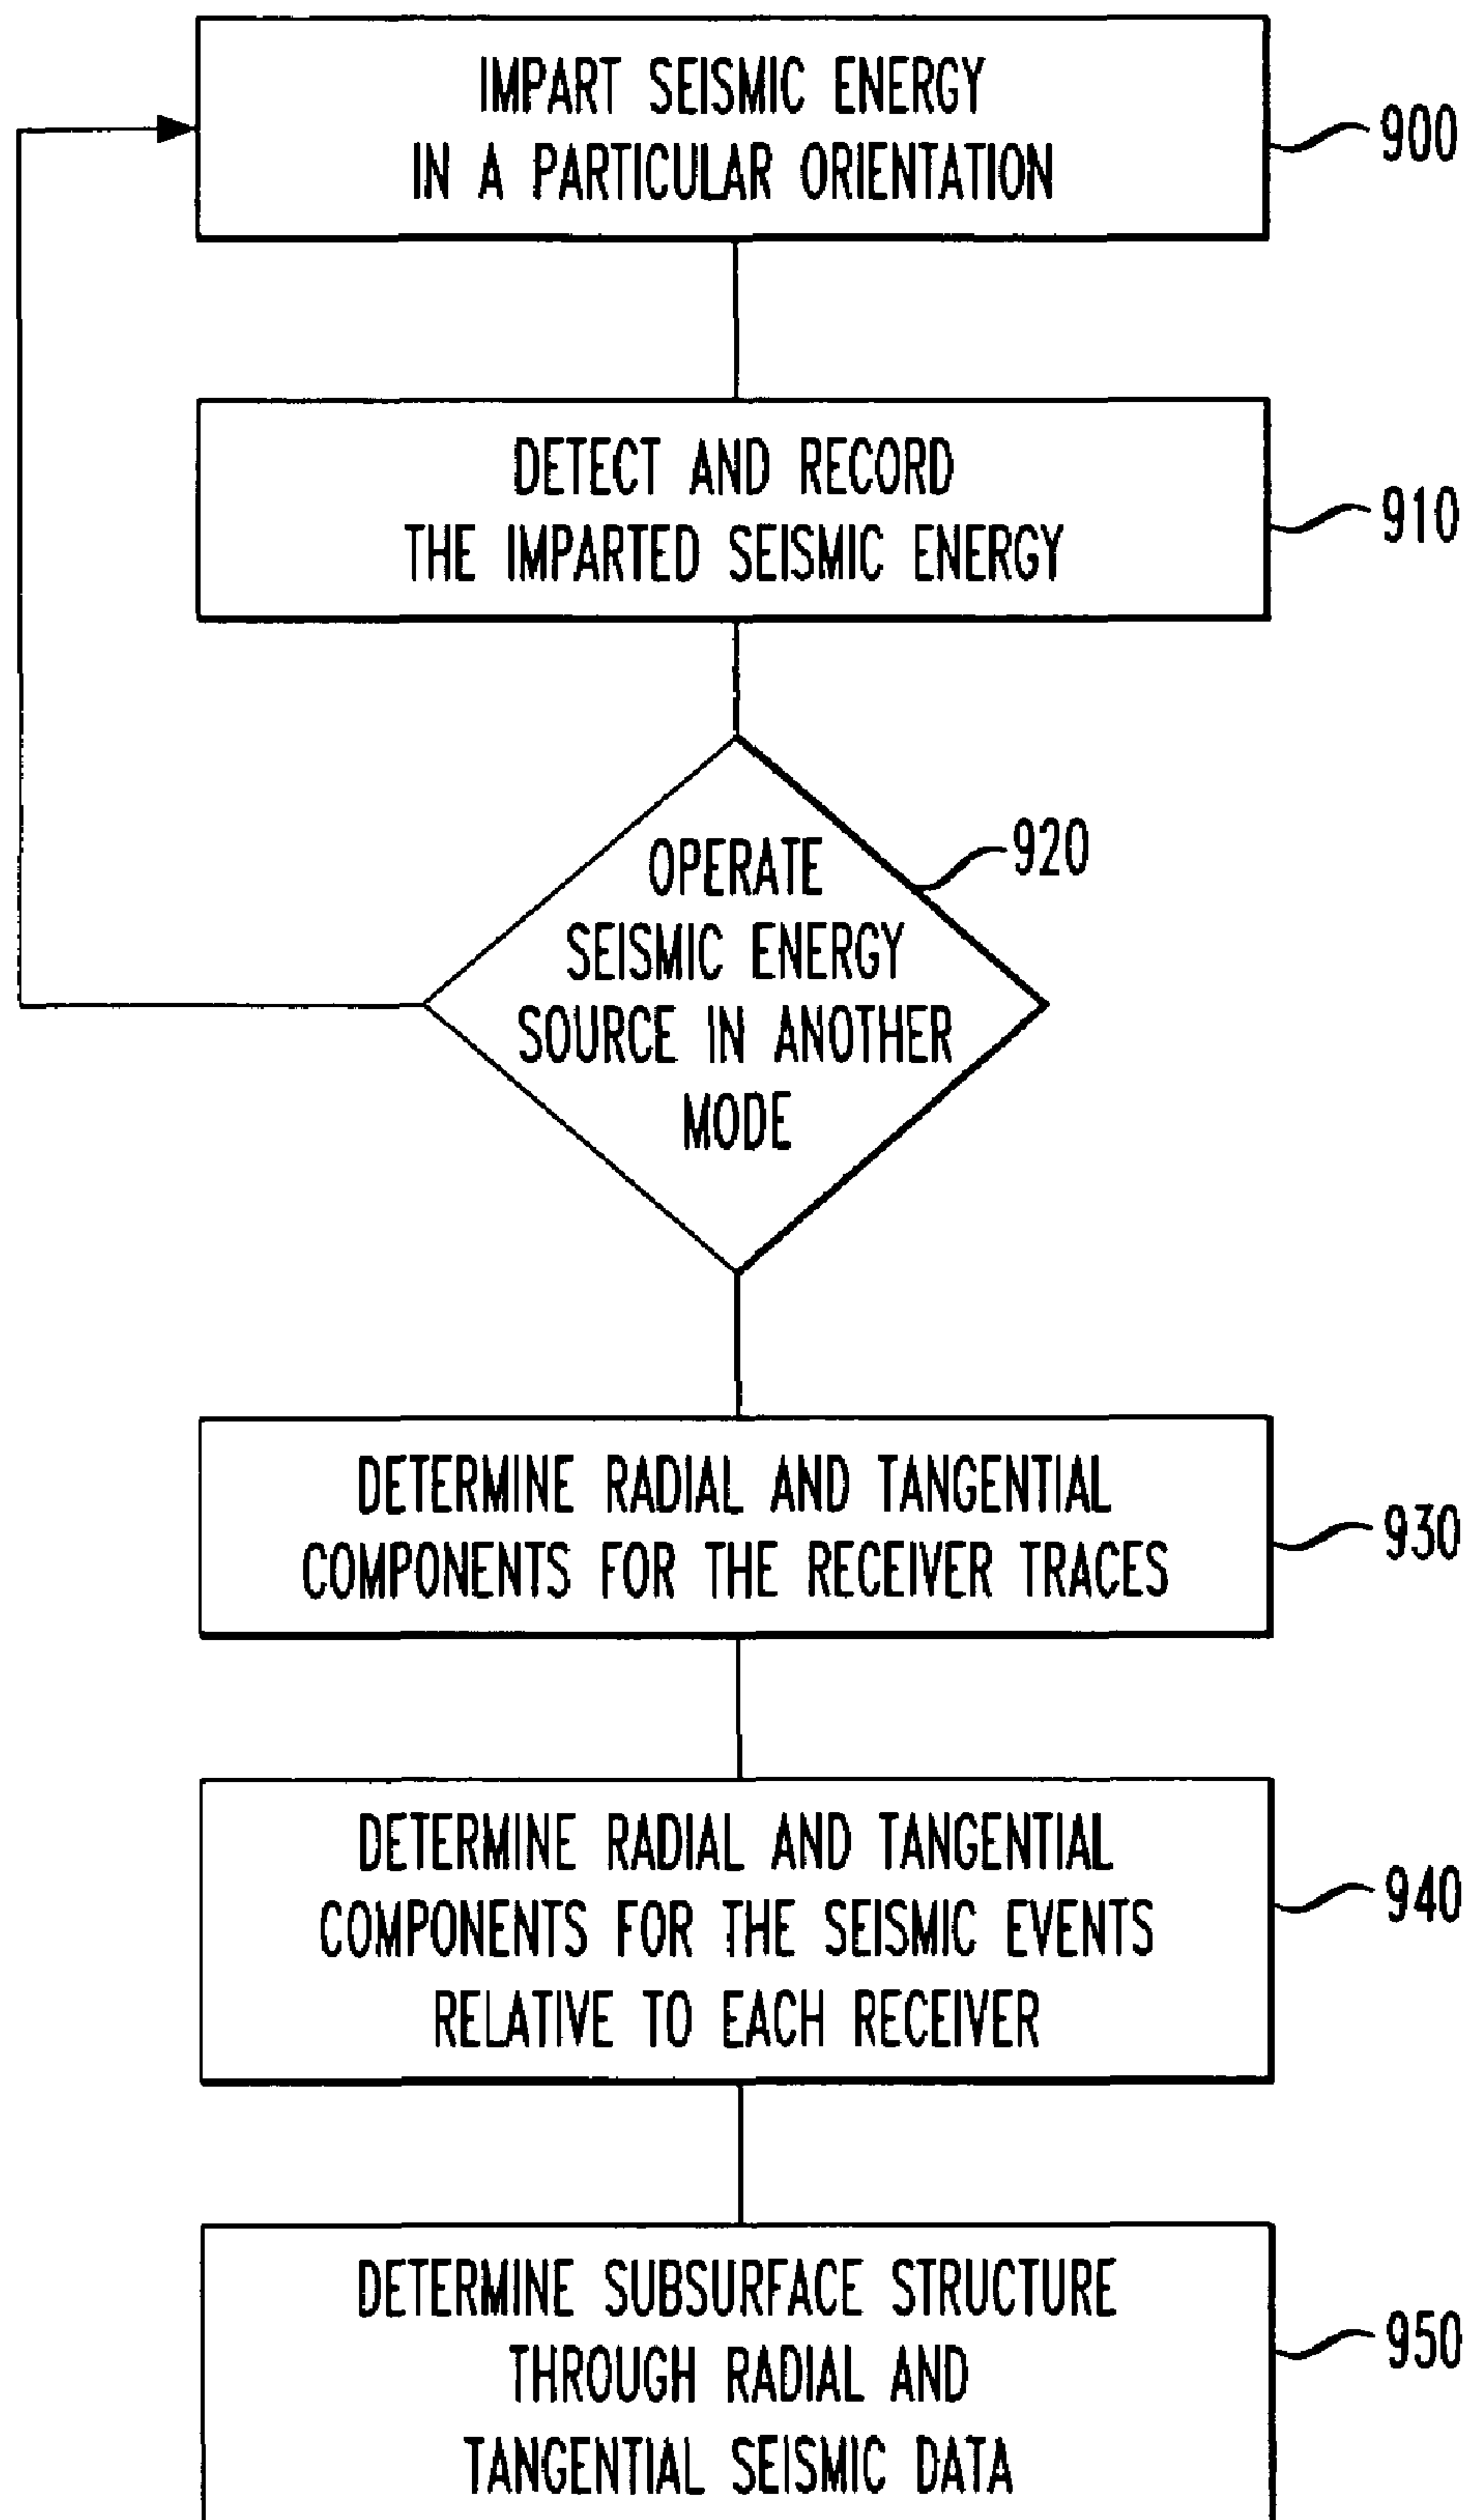 IMPART SEISMIC ENERGY
IN A PARTICULAR ORIENTATION
900
DETECT AND RECORD
THE IMPARTED SEISMIC ENERGY
910
OPERATE
SEISMIC ENERGY
SOURCE IN ANOTHER
MODE
920
DETERMINE RADIAL AND TANGENTIAL
COMPONENTS FOR THE RECEIVER TRACES
930
DETERMINE RADIAL AND TANGENTIAL
COMPONENTS FOR THE SEISMIC EVENTS
RELATIVE TO EACH RECEIVER
940
DETERMINE SUBSURFACE STRUCTURE
THROUGH RADIAL AND
TANGENTIAL SEISMIC DATA
950